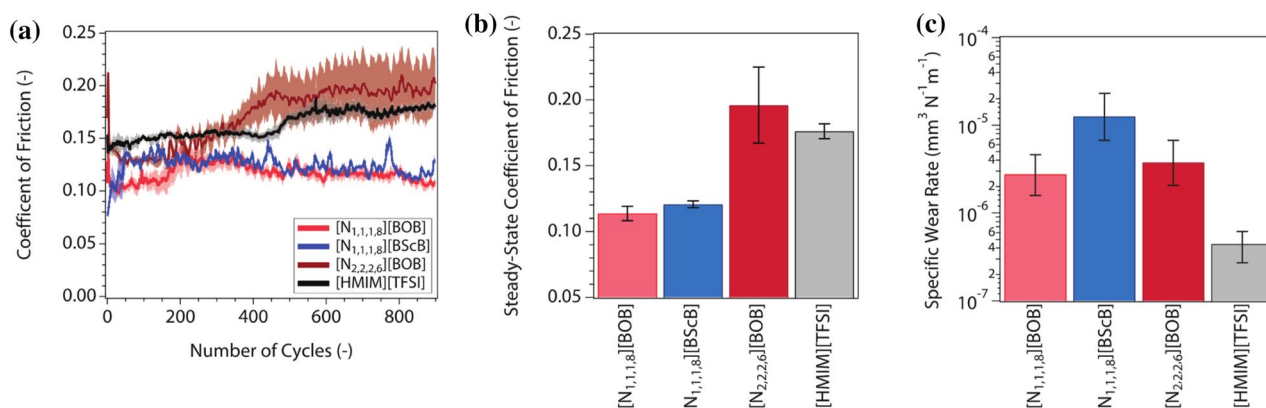 (a)
0.25
0.20
0.15
0.10
0.05
0.00
Coefficent of Friction (-)
[N1,1,1,8][BOB]
[N1,1,1,8][BScB]
[N2,2,2,6][BOB]
[HMIM][TFSI]
0 200 400 600 800
Number of Cycles (-)
(b)
0.25
0.20
0.15
0.10
0.05
Steady-State Coefficient of Friction (-)
[N1,1,1,8][BOB]
N1,1,1,8][BScB]
[N2,2,2,6][BOB]
[HMIM][TFSI]
(c)
10-4
4
2
10-5
4
2
10-6
4
2
10-7
Specific Wear Rate (mm3 N-1 m-1)
[N1,1,1,8][BOB]
N1,1,1,8][BScB]
[N2,2,2,6][BOB]
[HMIM][TFSI]